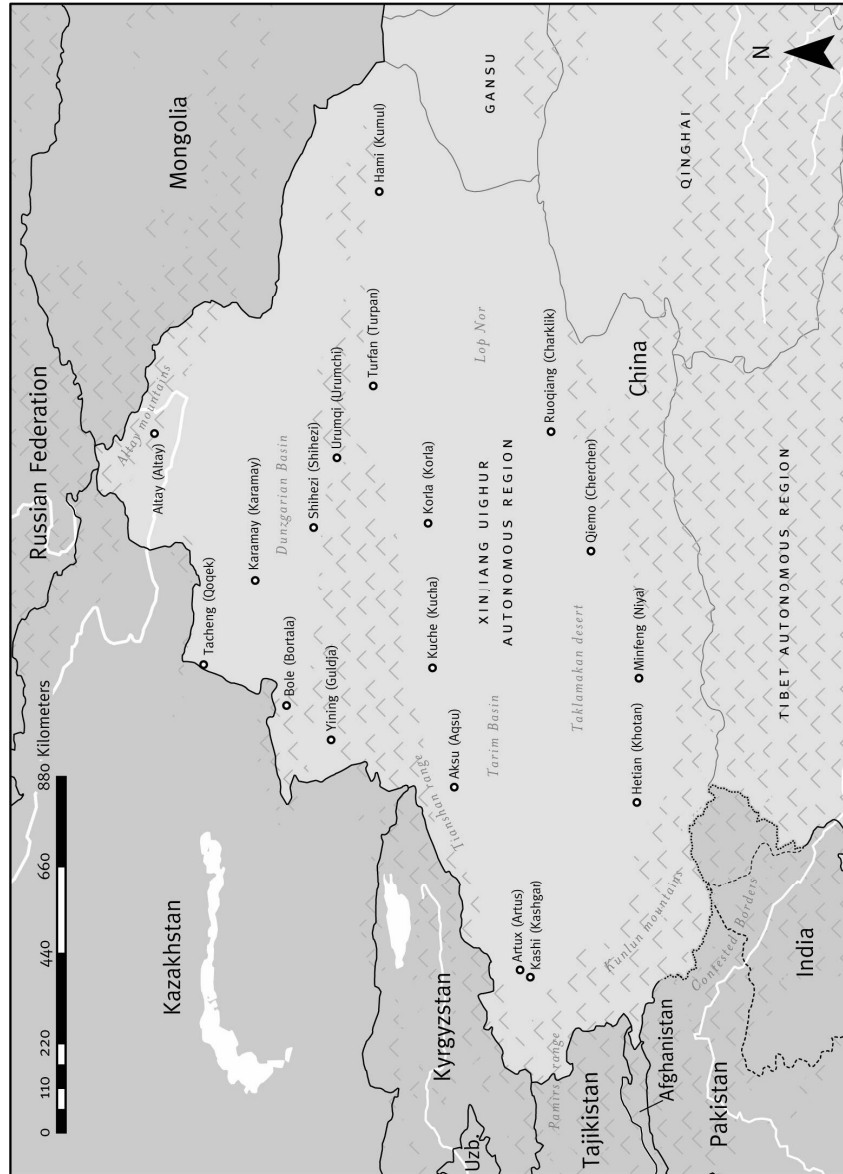 Russian Federation
Mongolia
Kazakhstan
Kyrgyzstan
Uzb.
Tajikistan
Afghanistan
Pakistan
India
China
GANSU
QINGHAI
TIBET AUTONOMOUS REGION
XINJIANG UIGHUR
AUTONOMOUS REGION
Altay mountains
Altay (Altay)
Tacheng (Qoqek)
Karamay (Karamay)
Dunzgarian Basin
Bole (Bortala)
Shihezi (Shihezi)
Yining (Guldja)
Urumqi (Urumchi)
Turfan (Turpan)
Hami (Kumul)
Tianshan range
Kuche (Kucha)
Korla (Korla)
Aksu (Aqsu)
Tarim Basin
Lop Nor
Artux (Artus)
Kashi (Kashgar)
Pamirs range
Taklamakan desert
Ruoqiang (Charklik)
Qiemo (Cherchen)
Hetian (Khotan)
Minfeng (Niya)
Kunlun mountains
Contested Borders
0 110 220 440 660 880 Kilometers
N